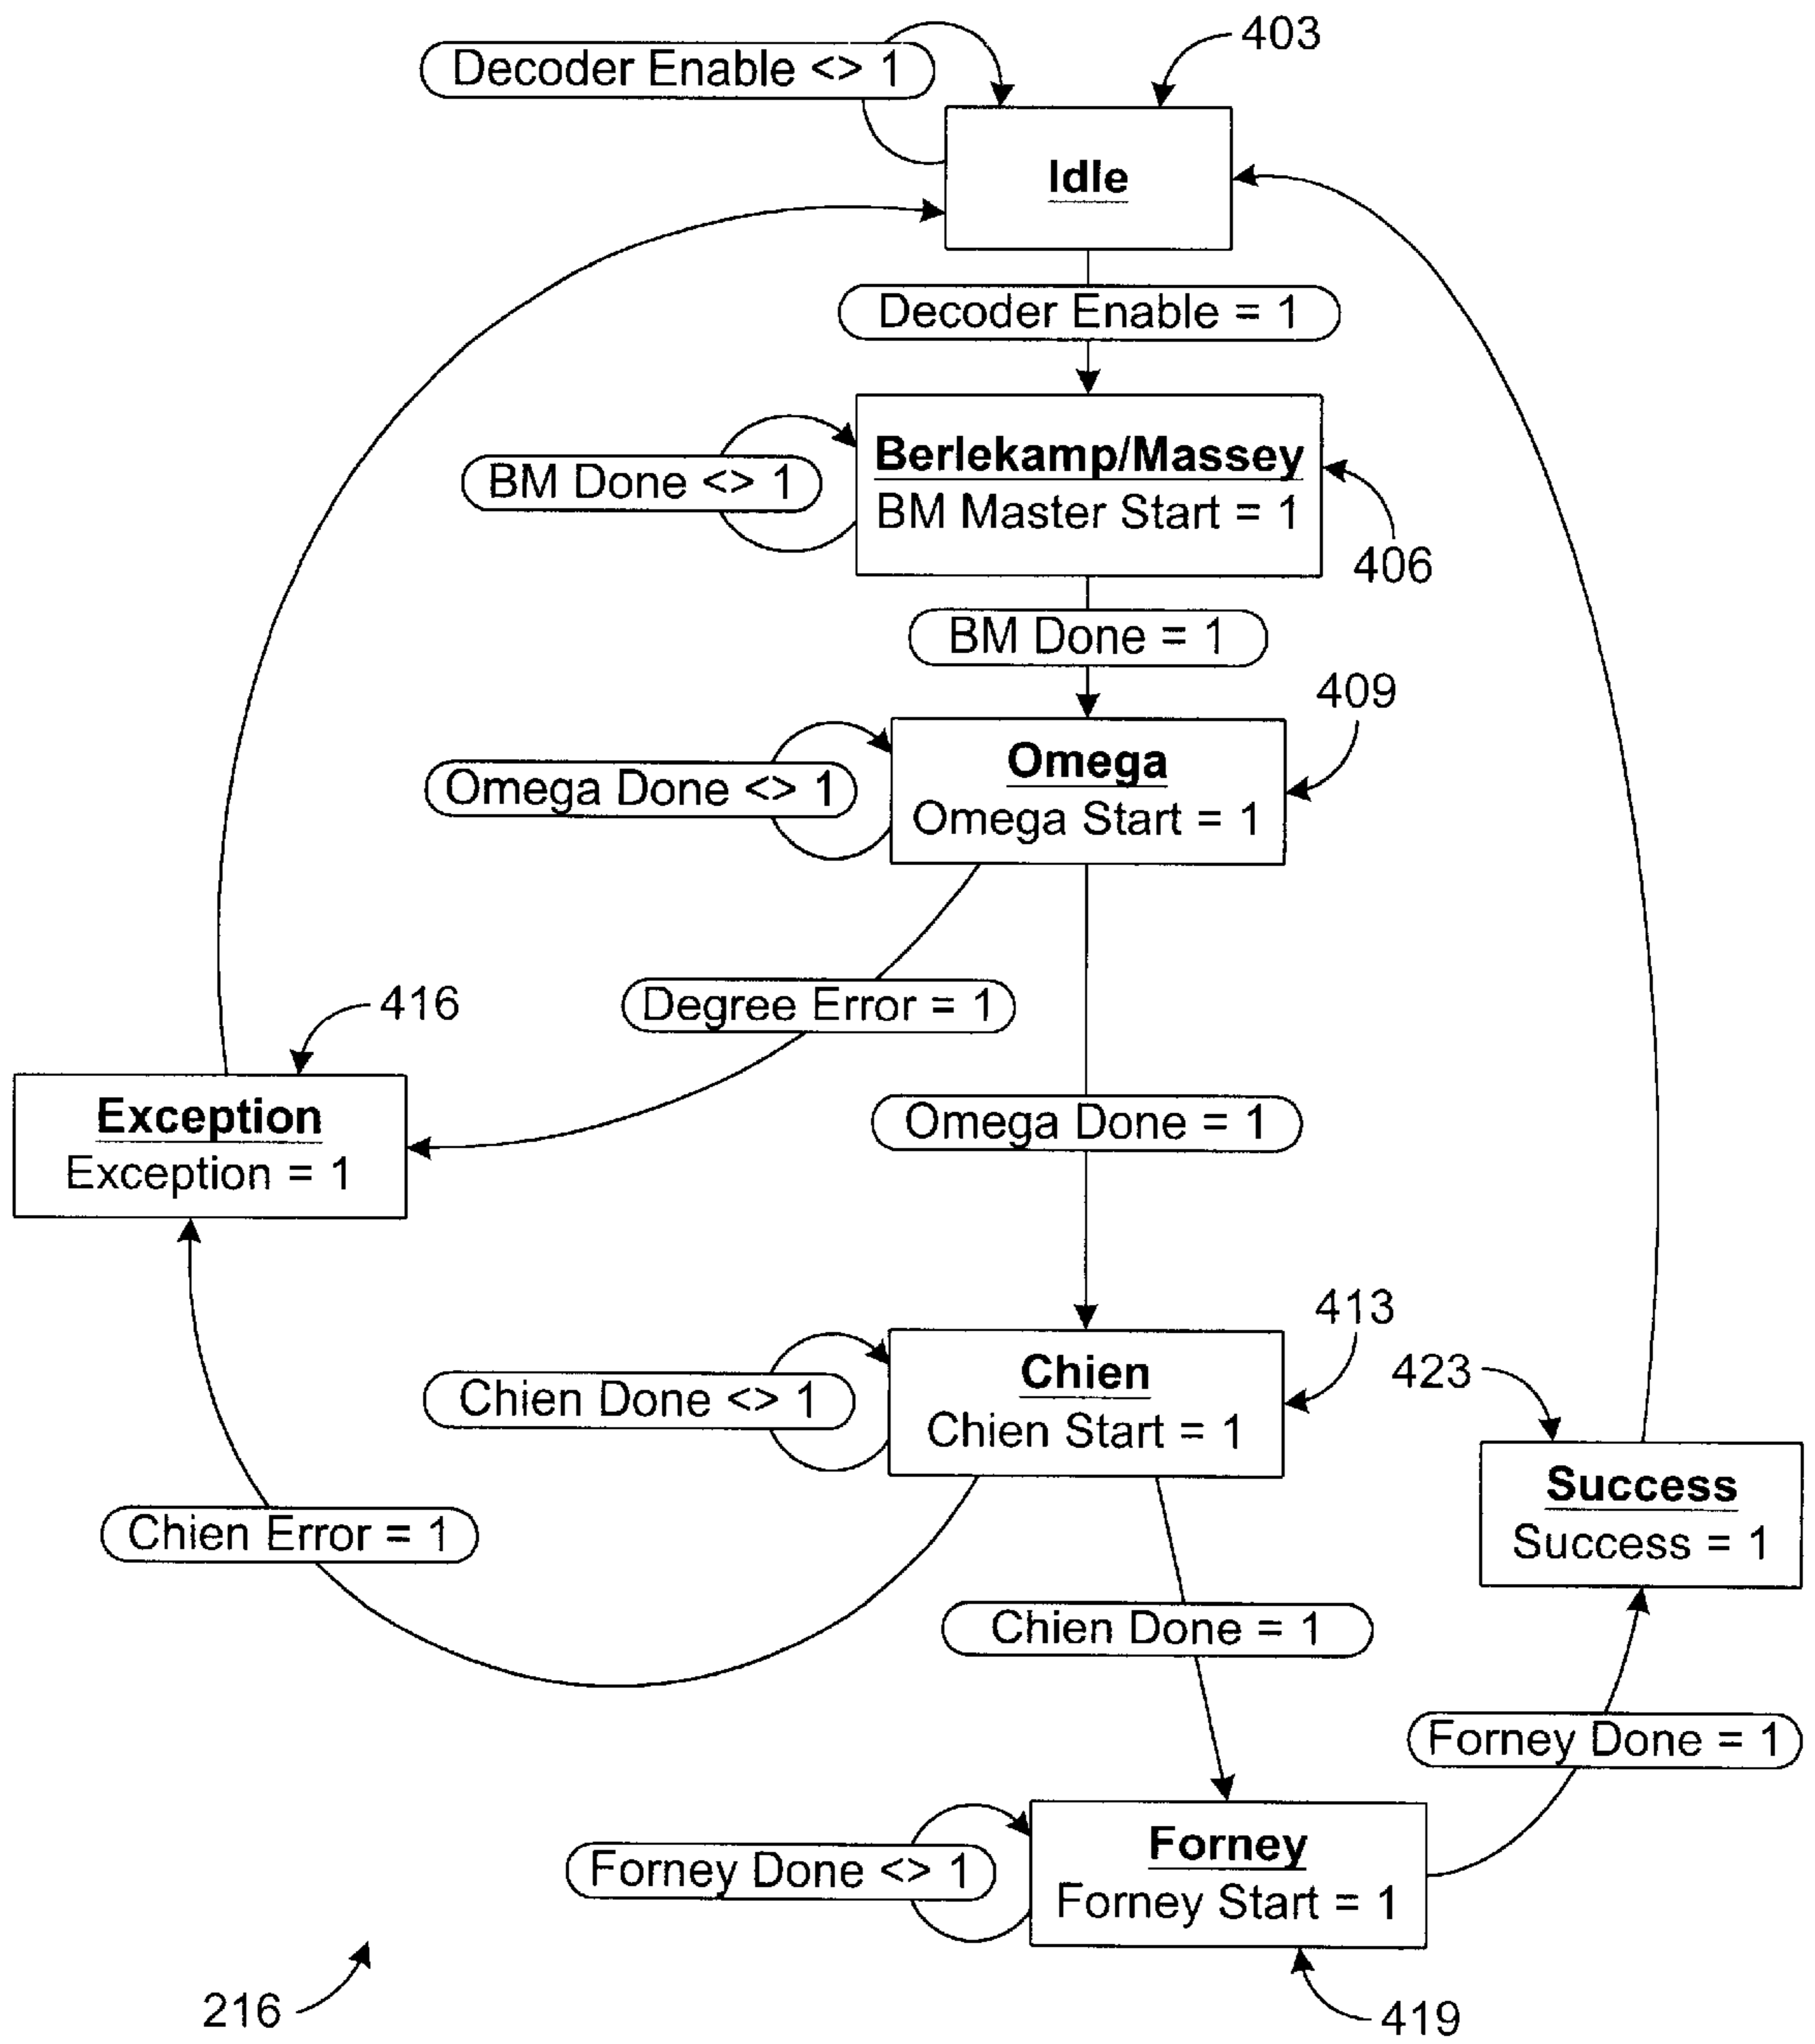 403
Decoder Enable <> 1
Idle
Decoder Enable = 1
Berlekamp/Massey
BM Master Start = 1
BM Done <> 1
406
BM Done = 1
409
Omega
Omega Start = 1
Omega Done <> 1
Degree Error = 1
416
Exception
Exception = 1
Omega Done = 1
413
Chien
Chien Start = 1
Chien Done <> 1
423
Success
Success = 1
Chien Error = 1
Chien Done = 1
Forney Done = 1
Forney
Forney Start = 1
Forney Done <> 1
216
419